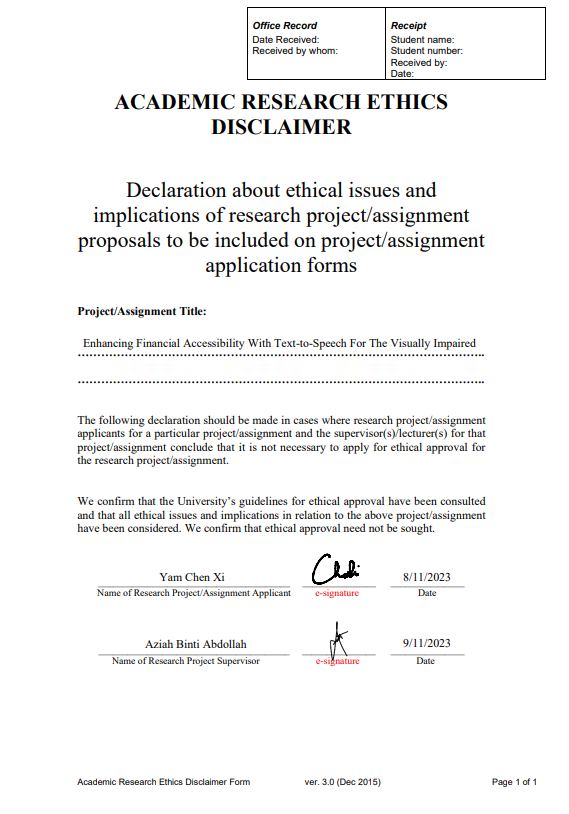 Office Record
Date Received:
Received by whom:
Receipt
Student name:
Student number:
Received by:
Date:
ACADEMIC RESEARCH ETHICS
DISCLAIMER
Declaration about ethical issues and
implications of research project/assignment
proposals to be included on project/assignment
application forms
Project/Assignment Title:
Enhancing Financial Accessibility With Text-to-Speech For The Visually Impaired
The following declaration should be made in cases where research project/assignment
applicants for a particular project/assignment and the supervisor(s)/lecturer(s) for that
project/assignment conclude that it is not necessary to apply for ethical approval for
the research project/assignment.
We confirm that the University's guidelines for ethical approval have been consulted
and that all ethical issues and implications in relation to the above project/assignment
have been considered. We confirm that ethical approval need not be sought.
Yam Chen Xi 8/11/2023
Name of Research Project/Assignment Applicant e-signature Date
Aziah Binti Abdollah 9/11/2023
Name of Research Project Supervisor e-signature Date
Academic Research Ethics Disclaimer Form ver. 3.0 (Dec 2015) Page 1 of 1